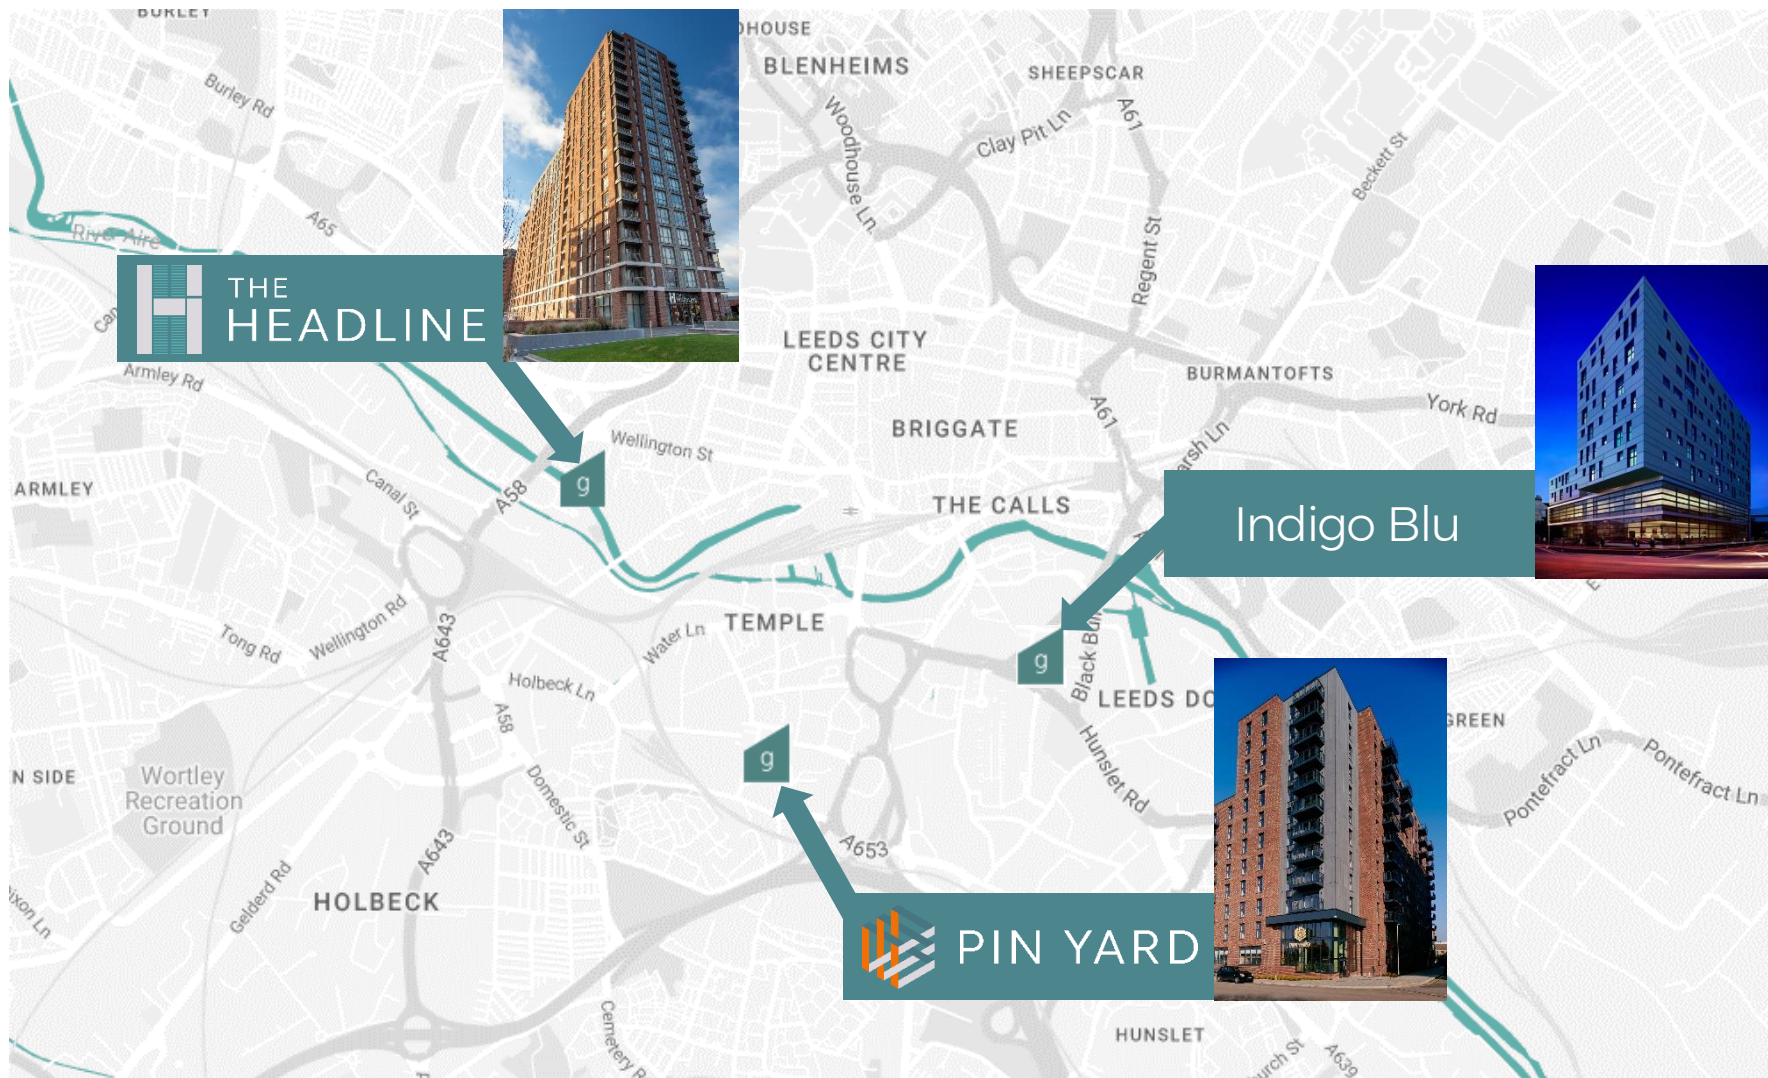 BURLEY
BLENHEIMS
SHEEPSCAR
Burley Rd
Woodhouse Ln
Clay Pit Ln
A61
Beckett St
A65
River Aire
Regent St
THE
HEADLINE
Armley Rd
LEEDS CITY
CENTRE
BURMANTOFTS
York Rd
A61
BRIGGATE
Wellington St
ARMLEY
Canal St
A58
g
THE CALLS
Indigo Blu
TEMPLE
Tong Rd
Wellington Rd
A643
Water Ln
g
Holbeck Ln
A58
g
Hunslet Rd
GREEN
Pontefract Ln
Pontefract Ln
N SIDE
Wortley
Recreation
Ground
Domestic St
A643
A653
Gelderd Rd
HOLBECK
PIN YARD
HUNSLET
A639